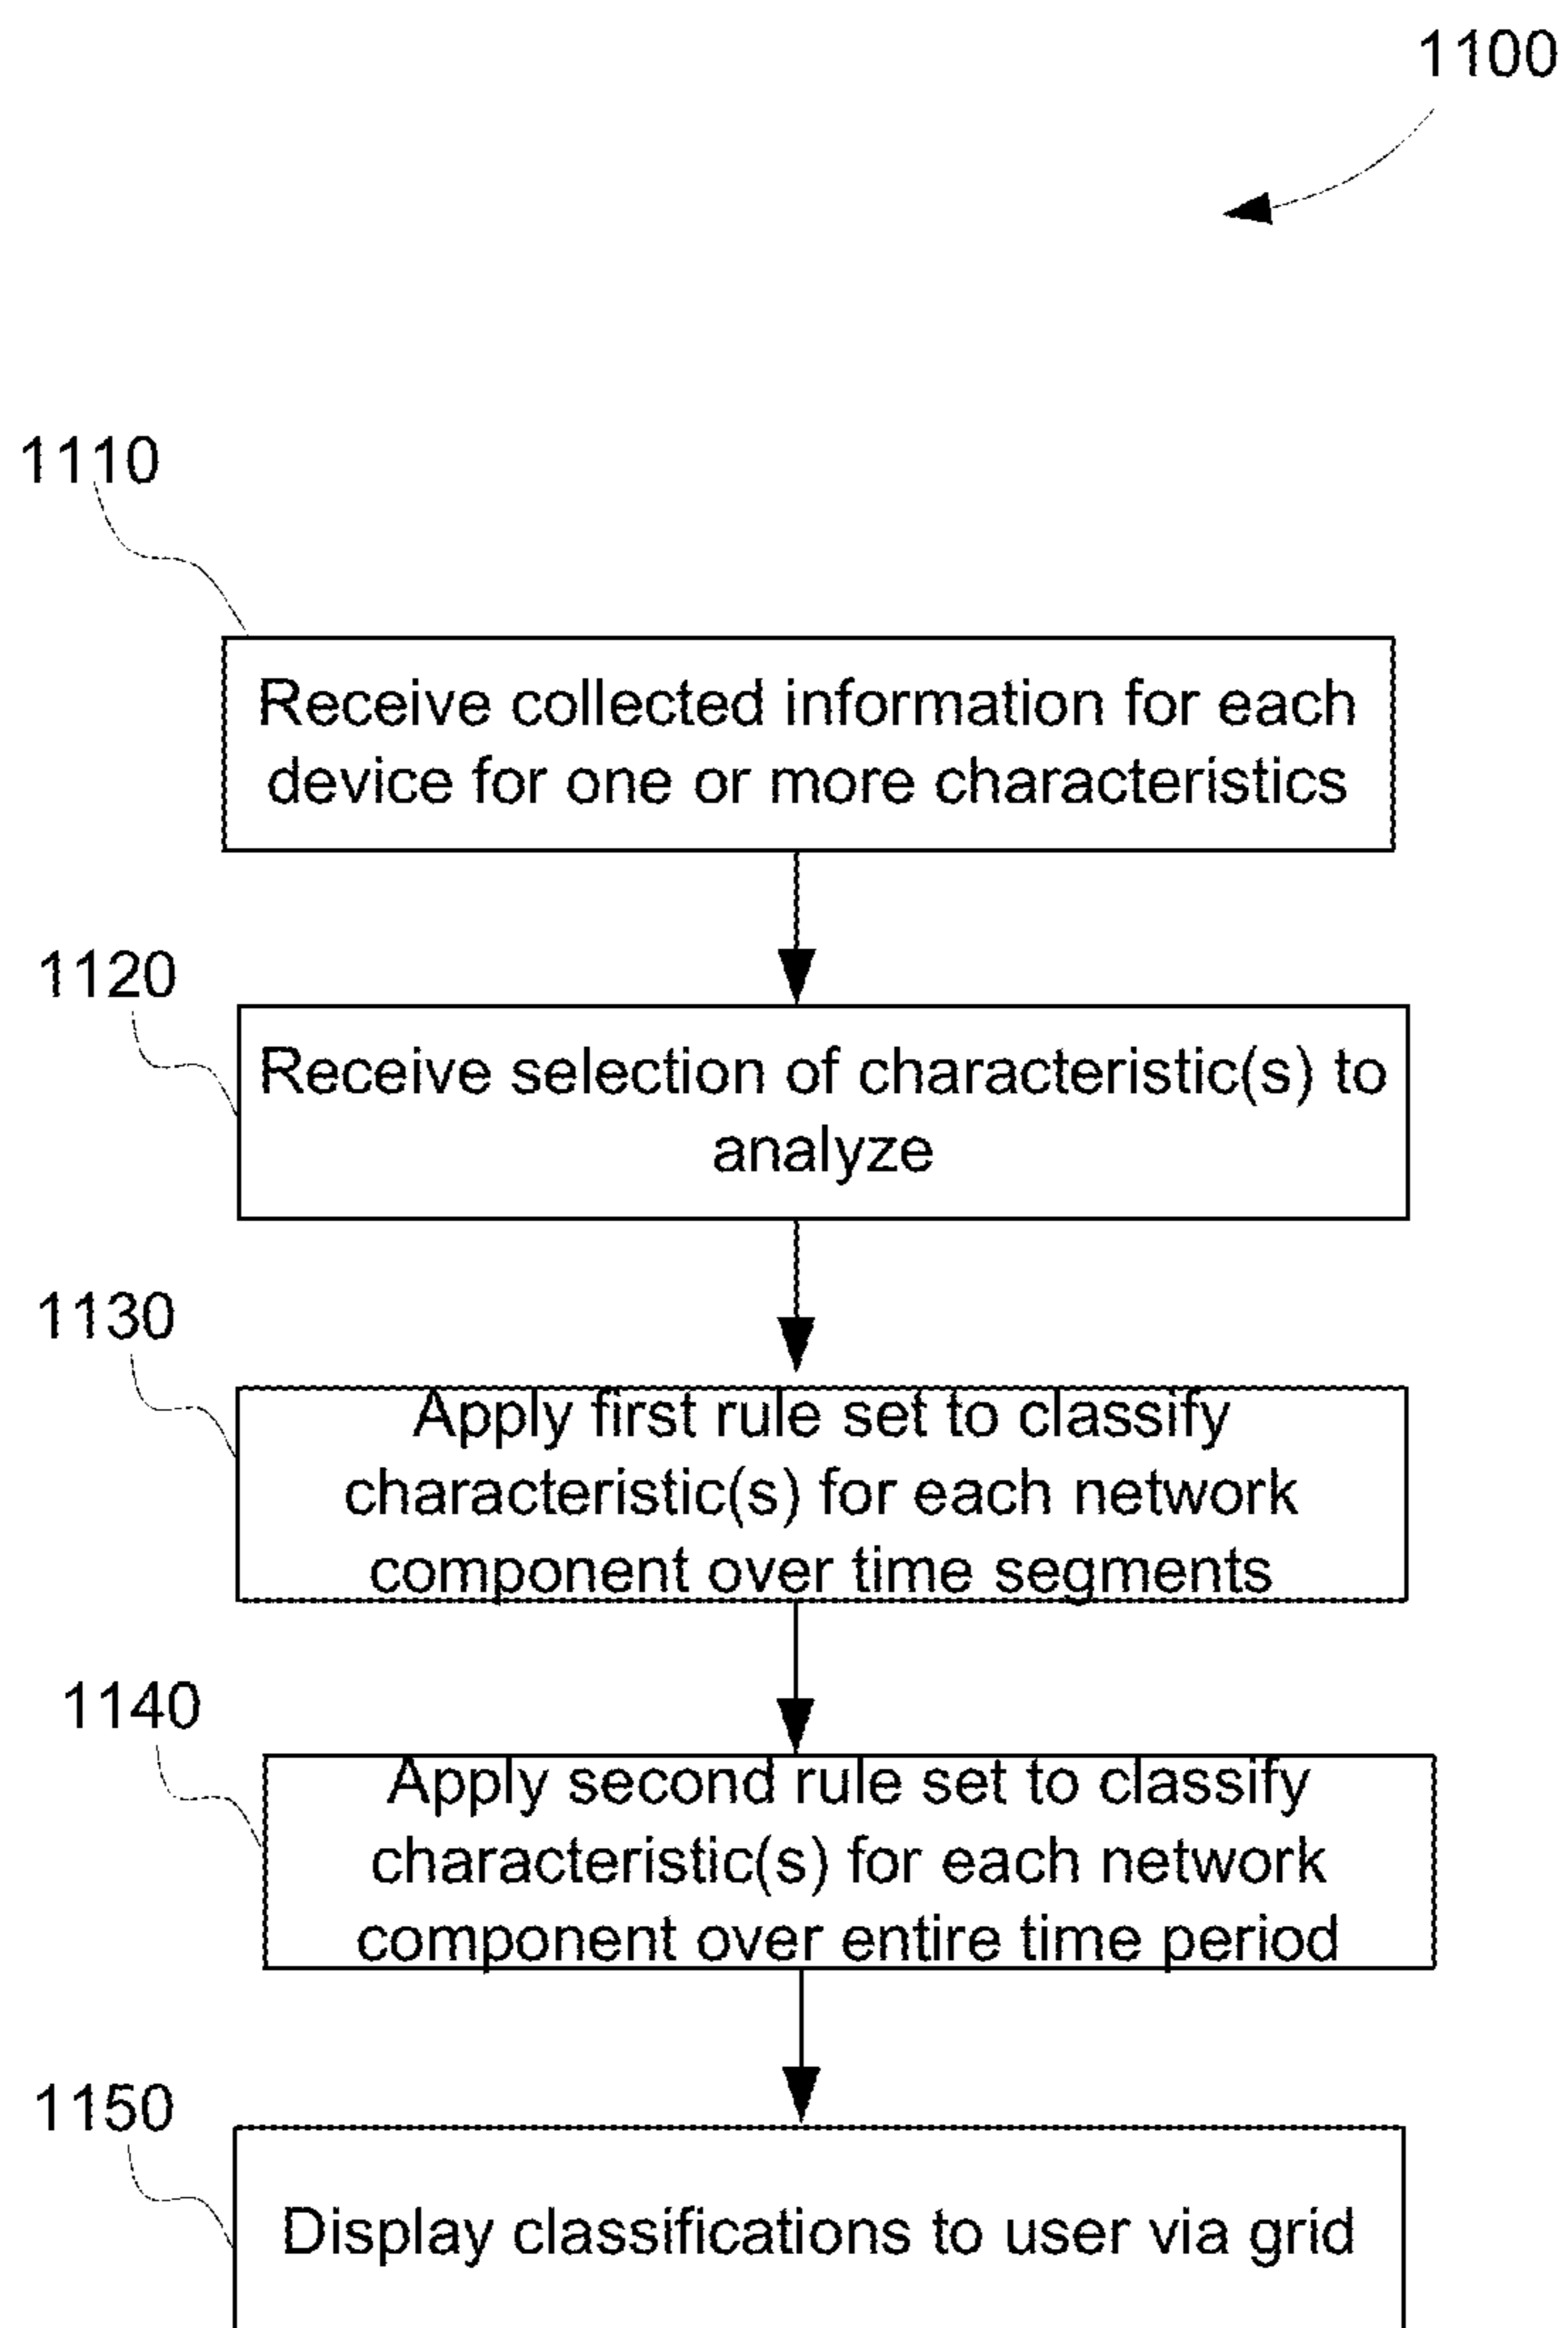 1100
1110
Receive collected information for each
device for one or more characteristics
1120
Receive selection of characteristic(s) to
analyze
1130
Apply first rule set to classify
characteristic(s) for each network
component over time segments
1140
Apply second rule set to classify
characteristic(s) for each network
component over entire time period
1150
Display classifications to user via grid